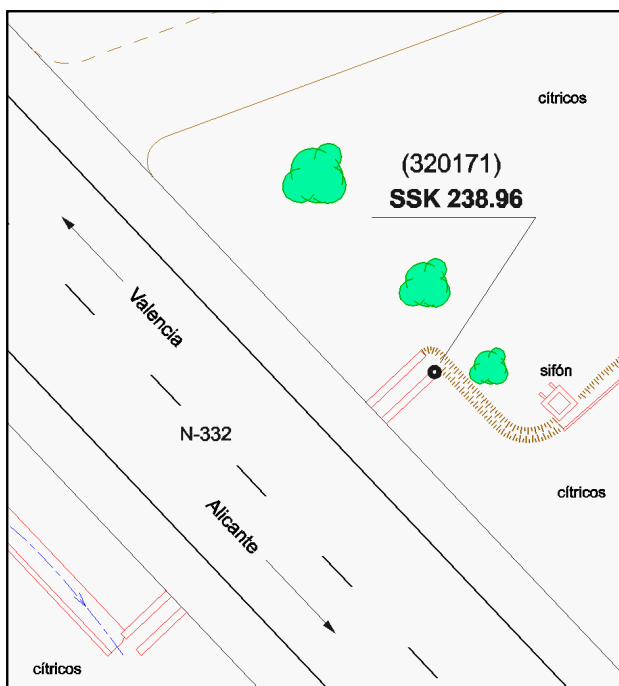 cítricos
(320171)
SSK 238.96
Valencia
sifón
N-332
cítricos
Alicante
cítricos